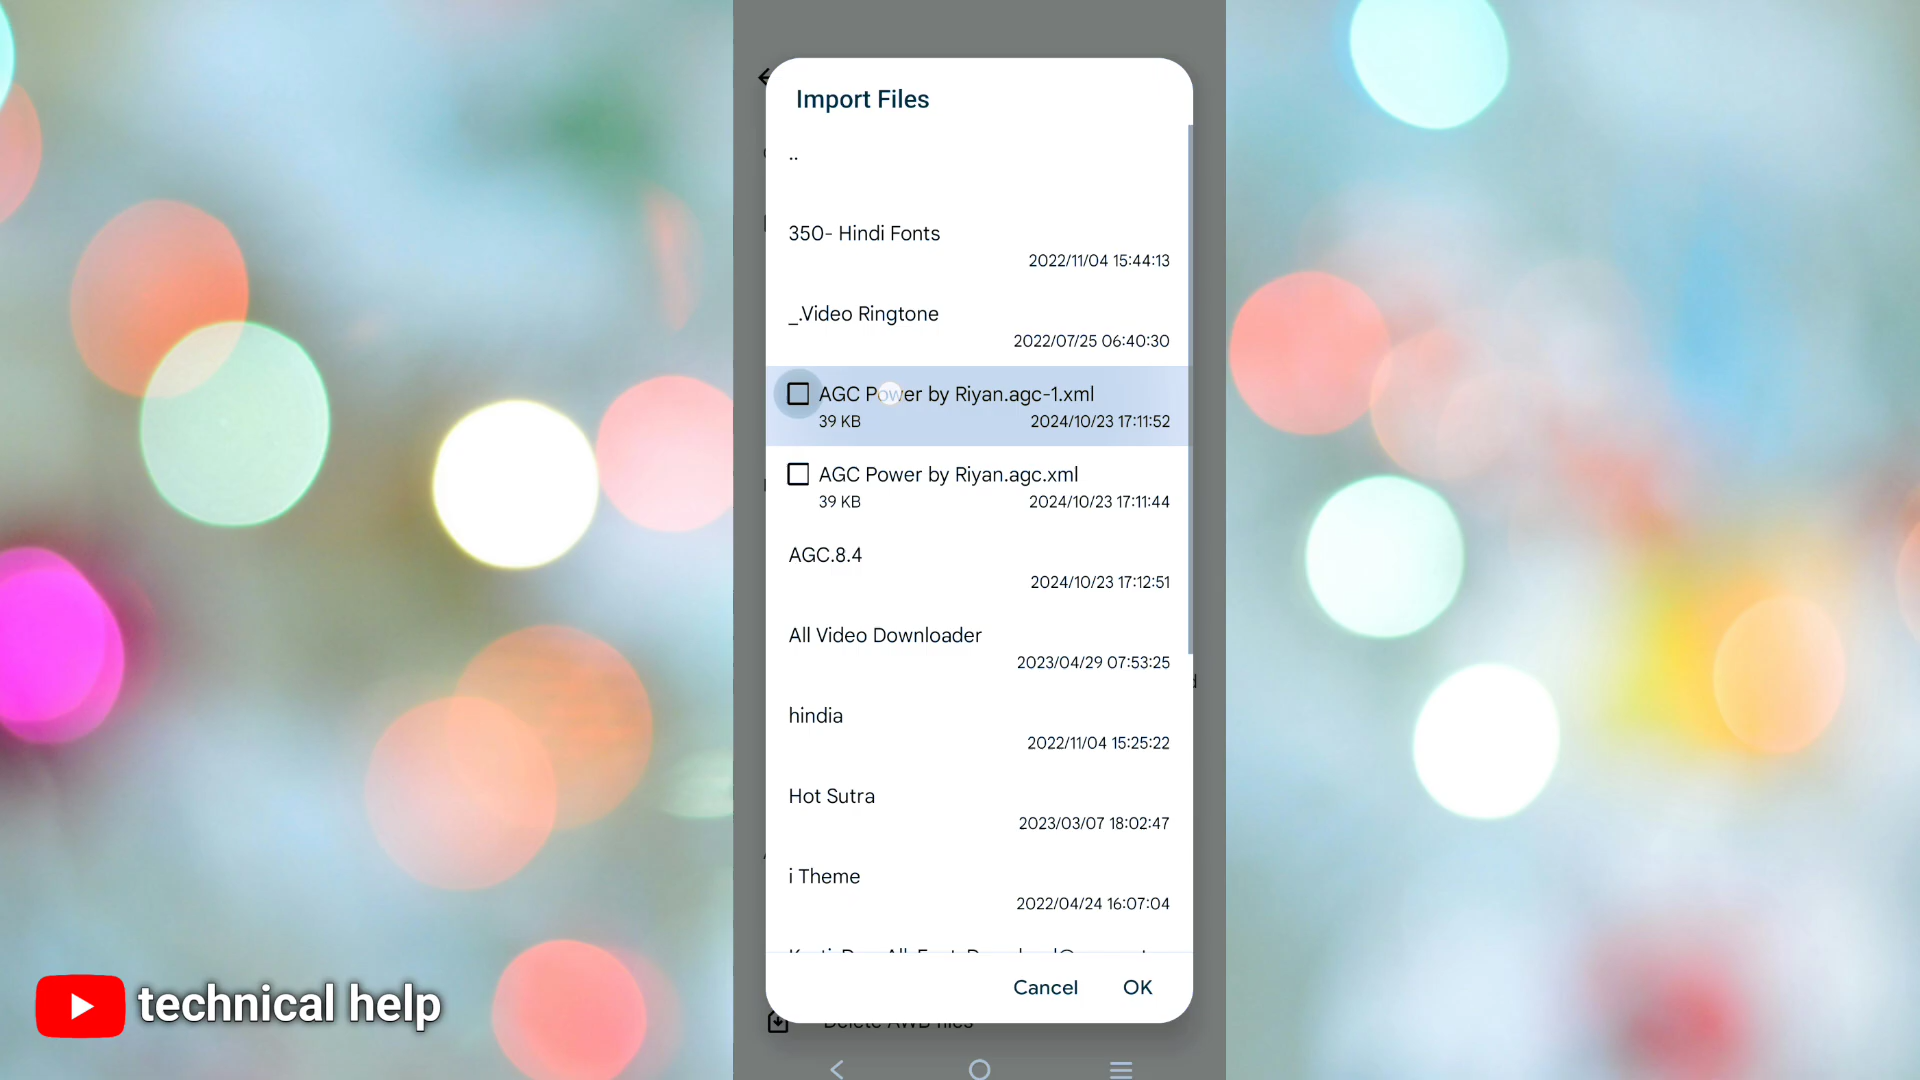 Import Files
..
350- Hindi Fonts
2022/11/04 15:44:13
_.Video Ringtone
2022/07/25 06:40:30
AGC Power by Riyan.agc-1.xml
39 KB 2024/10/23 17:11:52
AGC Power by Riyan.agc.xml
39 KB 2024/10/23 17:11:44
AGC.8.4
2024/10/23 17:12:51
All Video Downloader
2023/04/29 07:53:25
hindia
2022/11/04 15:25:22
Hot Sutra
2023/03/07 18:02:47
i Theme
2022/04/24 16:07:04
Cancel OK
Delete AWB files
technical help